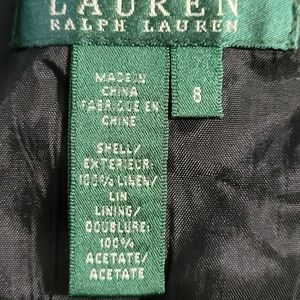 LAUREN
RALPH LAUREN
MADE IN
CHINA
FABRIQUE EN
CHINE
8
SHELL/
EXTERIEUR:
100% LINEN/
LIN
LINING/
DOUBLURE:
100%
ACETATE/
ACETATE